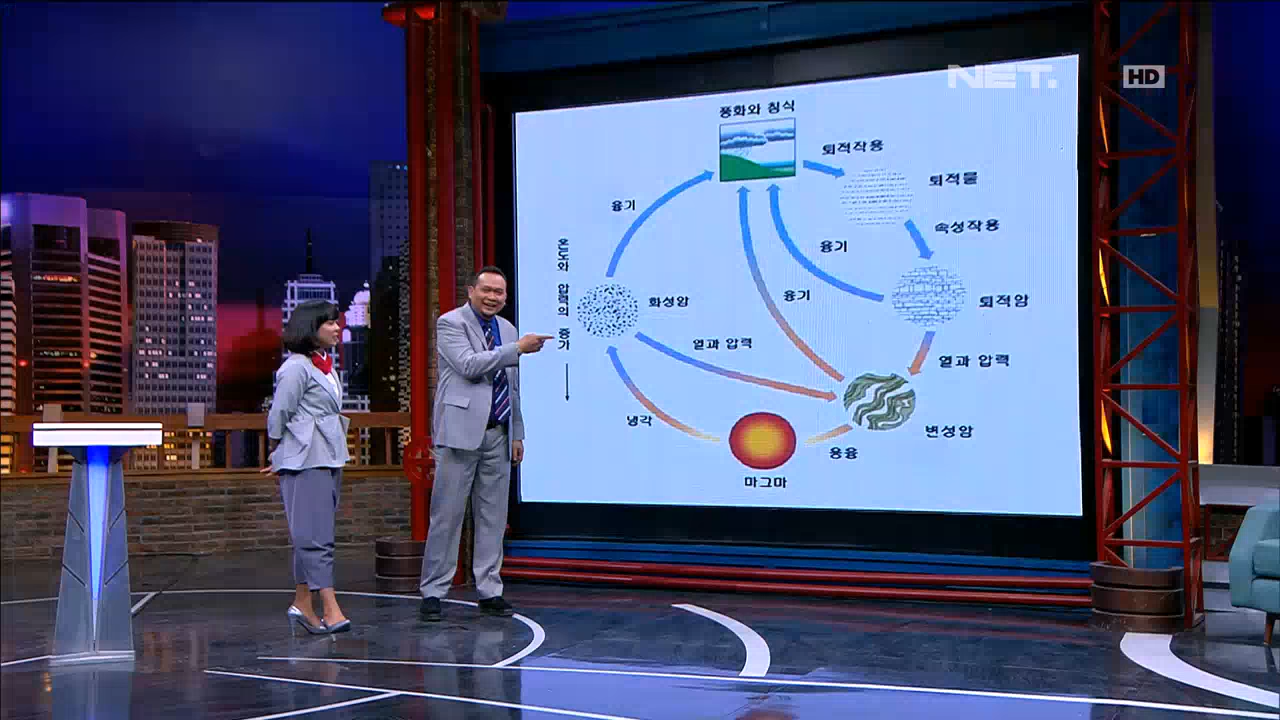 NET.
HD
풍화와 침식
퇴적작용
퇴적물
융기
속성작용
융기
온도와 압력의 증가
화성암
융기
퇴적암
열과 압력
열과 압력
냉각
변성암
용융
마그마